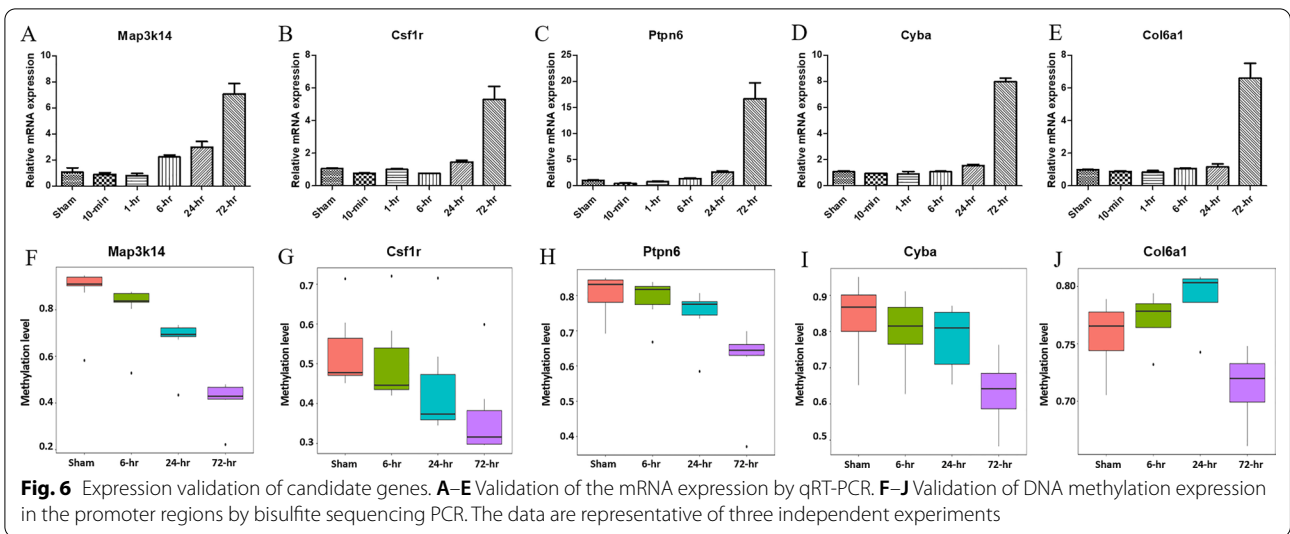 A
Map3k14
Relative mRNA expression
10
8
6
4
2
0
Sham
10-min
1-hr
6-hr
24-hr
72-hr
B
Csf1r
Relative mRNA expression
8
6
4
2
0
Sham
10-min
1-hr
6-hr
24-hr
72-hr
C
Ptpn6
Relative mRNA expression
25
20
15
10
5
0
Sham
10-min
1-hr
6-hr
24-hr
72-hr
D
Cyba
Relative mRNA expression
10
8
6
4
2
0
Sham
10-min
1-hr
6-hr
24-hr
72-hr
E
Col6a1
Relative mRNA expression
8
6
4
2
0
Sham
10-min
1-hr
6-hr
24-hr
72-hr
F
Map3k14
Methylation level
0.8
0.6
0.4
0.2
Sham 6-hr 24-hr 72-hr
G
Csf1r
Methylation level
0.7
0.6
0.5
0.4
0.3
Sham 6-hr 24-hr 72-hr
H
Ptpn6
Methylation level
0.8
0.7
0.6
0.5
0.4
Sham 6-hr 24-hr 72-hr
I
Cyba
Methylation level
0.9
0.8
0.7
0.6
0.5
Sham 6-hr 24-hr 72-hr
J
Col6a1
Methylation level
0.80
0.75
0.70
Sham 6-hr 24-hr 72-hr
Fig. 6 Expression validation of candidate genes. A–E Validation of the mRNA expression by qRT-PCR. F–J Validation of DNA methylation expression
in the promoter regions by bisulfite sequencing PCR. The data are representative of three independent experiments